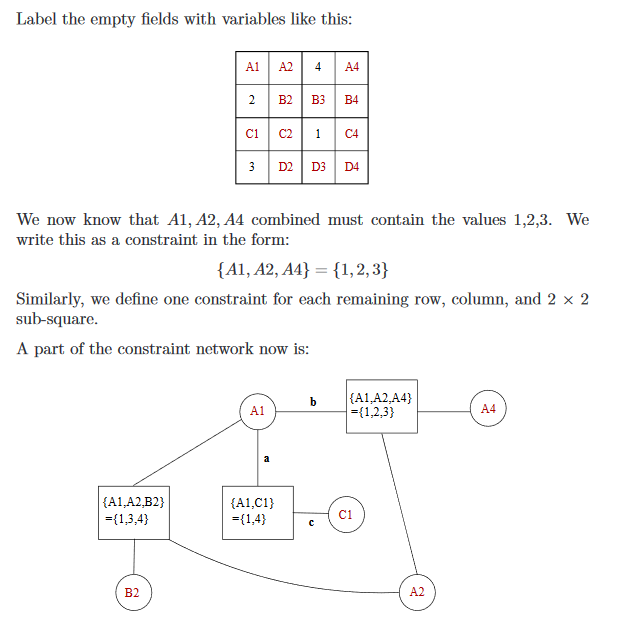 Label the empty fields with variables like this:
A1 A2 4 A4
2 B2 B3 B4
C1 C2 1 C4
3 D2 D3 D4
We now know that A1, A2, A4 combined must contain the values 1,2,3. We
write this as a constraint in the form:
{A1, A2, A4} = {1, 2, 3}
Similarly, we define one constraint for each remaining row, column, and 2 × 2
sub-square.
A part of the constraint network now is:
A1
b
{A1,A2,A4}
={1,2,3}
A4
a
{A1,A2,B2}
={1,3,4}
{A1,C1}
={1,4}
c
C1
B2
A2